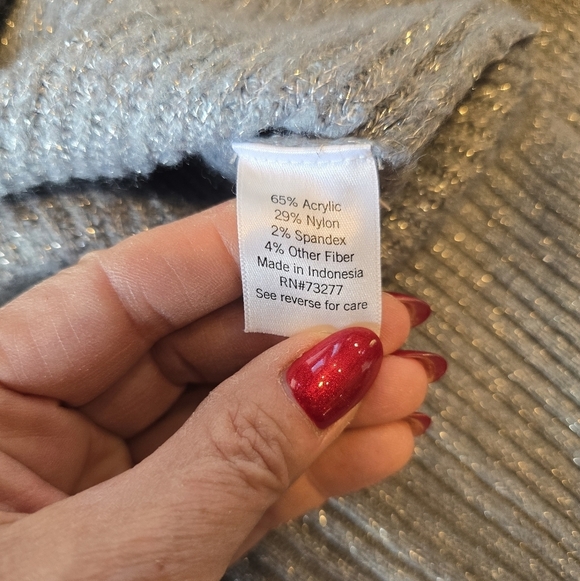 65% Acrylic
29% Nylon
2% Spandex
4% Other Fiber
Made in Indonesia
RN#73277
See reverse for care